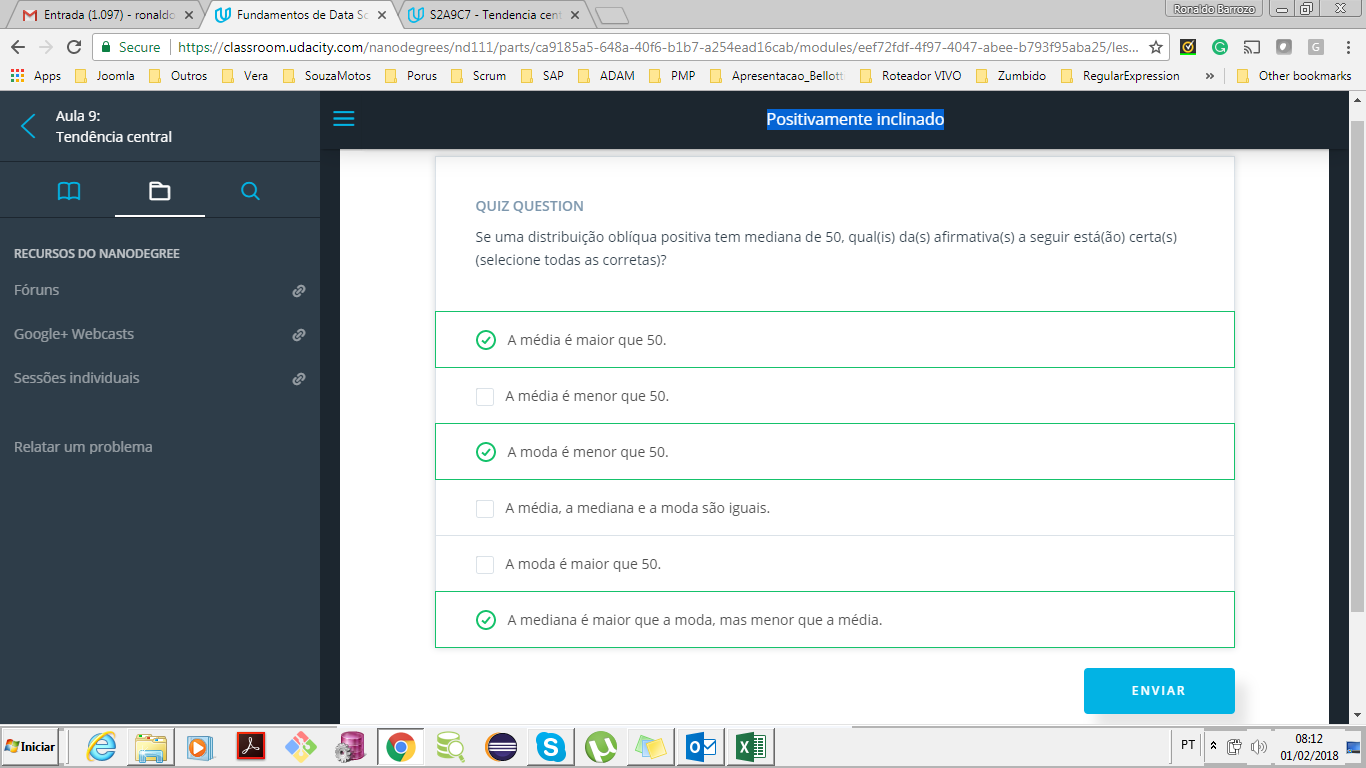 Entrada (1.097) - ronaldo
Fundamentos de Data Sc
S2A9C7 - Tendencia cent
Ronaldo Barrozo
Secure
https://classroom.udacity.com/nanodegrees/nd111/parts/ca9185a5-648a-40f6-b1b7-a254ead16cab/modules/eef72fdf-4f97-4047-abee-b793f95aba25/les...
Apps Joomla Outros Vera SouzaMotos Porus Scrum SAP ADAM PMP Apresentacao_Bellott Roteador VIVO Zumbido RegularExpression » Other bookmarks
Aula 9:
Tendência central
Positivamente inclinado
RECURSOS DO NANODEGREE
Fóruns
Google+ Webcasts
Sessões individuais
Relatar um problema
QUIZ QUESTION
Se uma distribuição oblíqua positiva tem mediana de 50, qual(is) da(s) afirmativa(s) a seguir está(ão) certa(s)
(selecione todas as corretas)?
A média é maior que 50.
A média é menor que 50.
A moda é menor que 50.
A média, a mediana e a moda são iguais.
A moda é maior que 50.
A mediana é maior que a moda, mas menor que a média.
ENVIAR
Iniciar
PT
08:12
01/02/2018